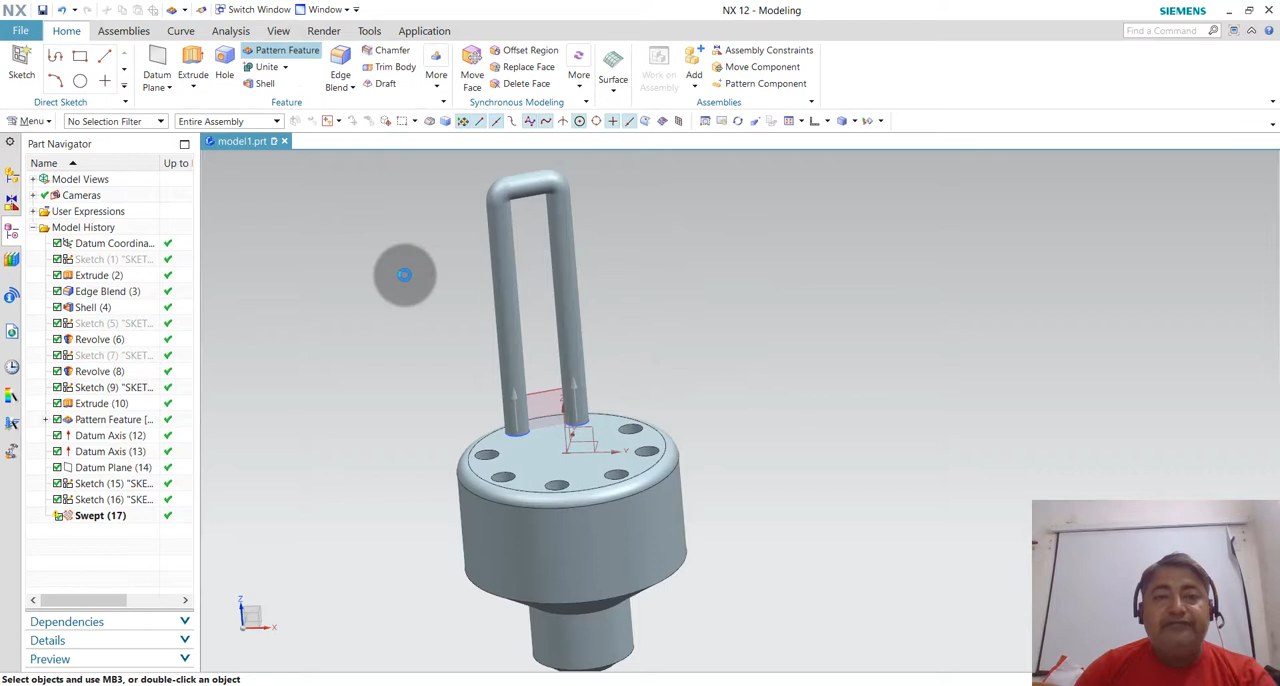 NX
Switch Window
Window
NX 12 - Modeling
SIEMENS
File
Home
Assemblies
Curve
Analysis
View
Render
Tools
Application
Find a Command
Sketch
Direct Sketch
Datum Plane
Extrude
Hole
Pattern Feature
Unite
Shell
Edge Blend
Chamfer
Trim Body
Draft
More
Feature
Move Face
Offset Region
Replace Face
Delete Face
More
Synchronous Modeling
Surface
Work on Assembly
Add
Assembly Constraints
Move Component
Pattern Component
Assemblies
Menu
No Selection Filter
Entire Assembly
Part Navigator
model1.prt
Name
Up to
Model Views
Cameras
User Expressions
Model History
Datum Coordina...
Sketch (1) "SKET...
Extrude (2)
Edge Blend (3)
Shell (4)
Sketch (5) "SKET...
Revolve (6)
Sketch (7) "SKET...
Revolve (8)
Sketch (9) "SKET...
Extrude (10)
Pattern Feature [...
Datum Axis (12)
Datum Axis (13)
Datum Plane (14)
Sketch (15) "SKE...
Sketch (16) "SKE...
Swept (17)
Y
Z
X
Dependencies
Details
Preview
Select objects and use MB3, or double-click an object